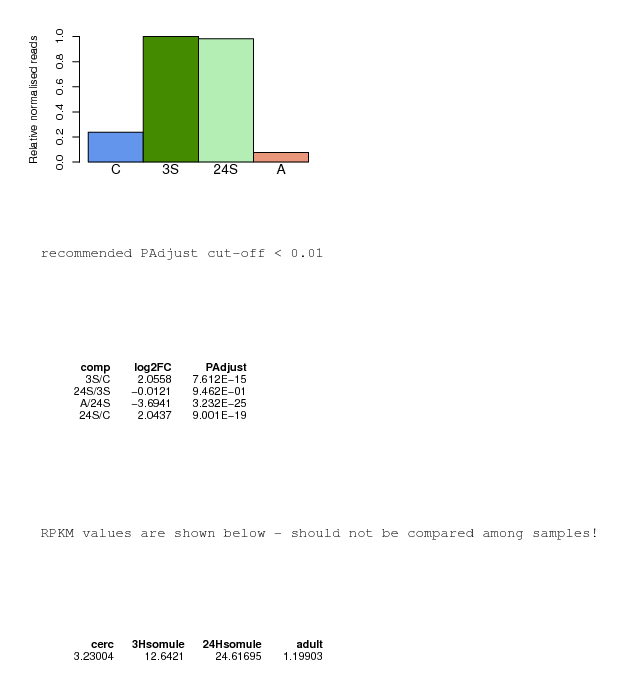 Relative normalised reads
1.0
0.8
0.6
0.4
0.2
0.0
C 3S 24S A
recommended PAdjust cut-off < 0.01
comp log2FC PAdjust
3S/C 2.0558 7.612E−15
24S/3S −0.0121 9.462E−01
A/24S −3.6941 3.232E−25
24S/C 2.0437 9.001E−19
RPKM values are shown below - should not be compared among samples!
cerc 3Hsomule 24Hsomule adult
3.23004 12.6421 24.61695 1.19903